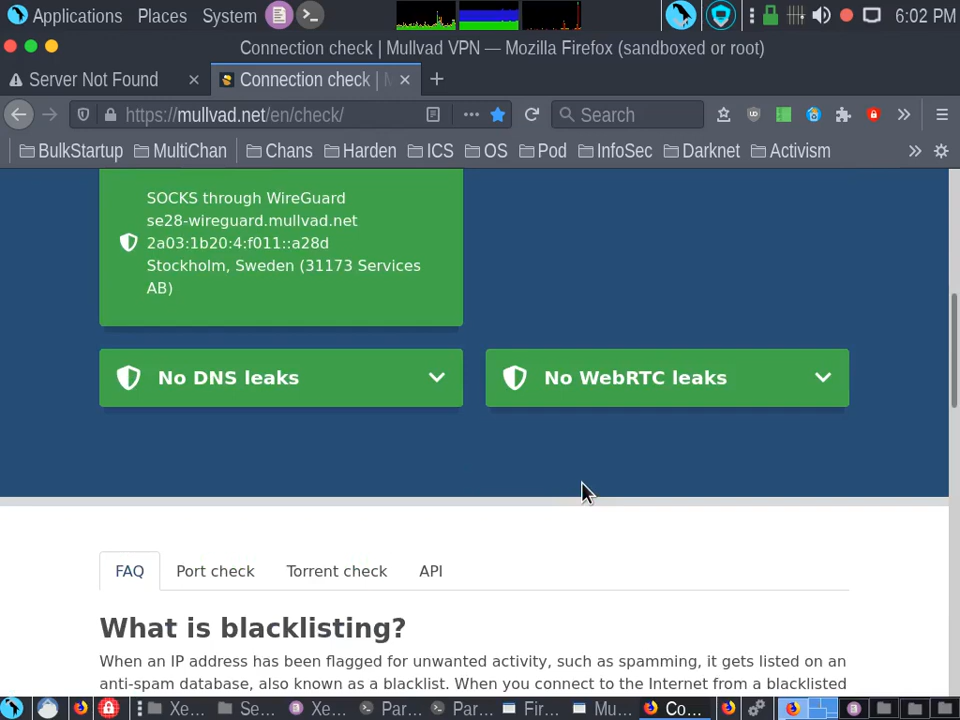 Applications Places System 6:02 PM
Connection check | Mullvad VPN — Mozilla Firefox (sandboxed or root)
Server Not Found × Connection check | × +
https://mullvad.net/en/check/ Search
BulkStartup MultiChan Chans Harden ICS OS Pod InfoSec Darknet Activism
SOCKS through WireGuard
se28-wireguard.mullvad.net
2a03:1b20:4:f011::a28d
Stockholm, Sweden (31173 Services
AB)
No DNS leaks No WebRTC leaks
FAQ Port check Torrent check API
What is blacklisting?
When an IP address has been flagged for unwanted activity, such as spamming, it gets listed on an
anti-spam database, also known as a blacklist. When you connect to the Internet from a blacklisted
Xe... Se... Xe... Par... Par... Fir... Mu... Co...